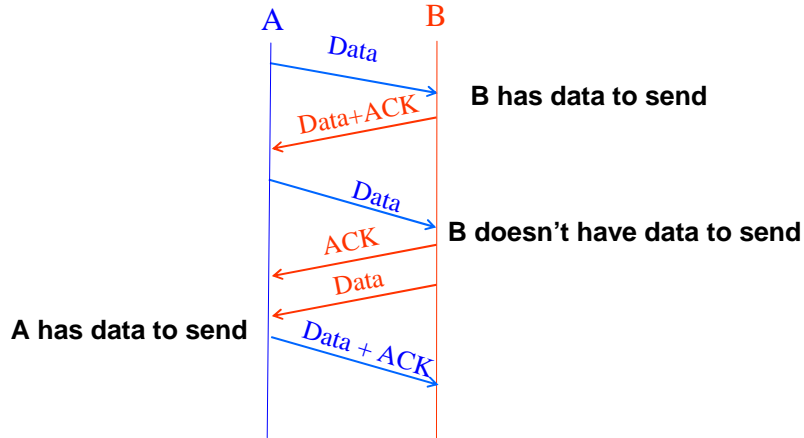 A
B
Data
B has data to send
Data+ACK
Data
B doesn't have data to send
ACK
Data
A has data to send
Data + ACK